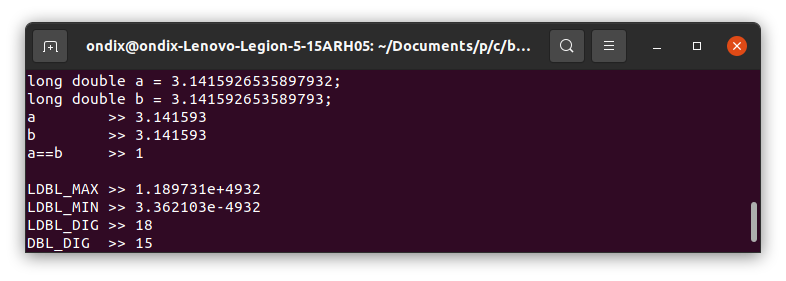 ondix@ondix-Lenovo-Legion-5-15ARH05: ~/Documents/p/c/b…
long double a = 3.1415926535897932;
long double b = 3.141592653589793;
a        >> 3.141593
b        >> 3.141593
a==b     >> 1

LDBL_MAX >> 1.189731e+4932
LDBL_MIN >> 3.362103e-4932
LDBL_DIG >> 18
DBL_DIG  >> 15